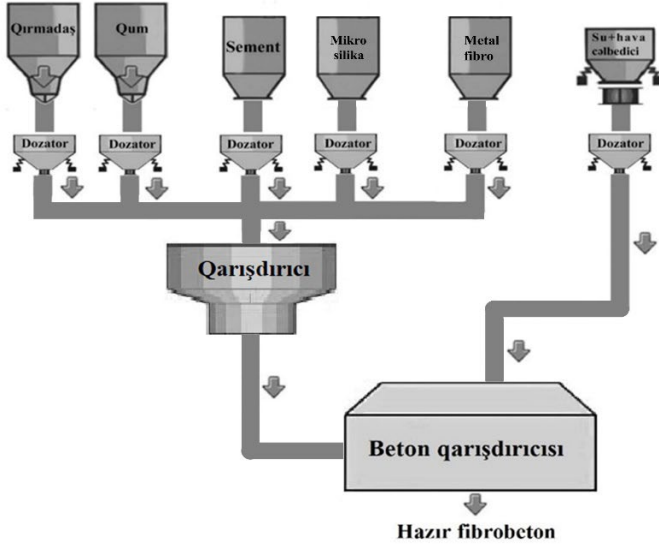 Qırmadaş
Qum
Sement
Mikro
silika
Metal
fibro
Su+hava
cəlbedici
Dozator
Dozator
Dozator
Dozator
Dozator
Dozator
Qarışdırıcı
Beton qarışdırıcısı
Hazır fibrobeton